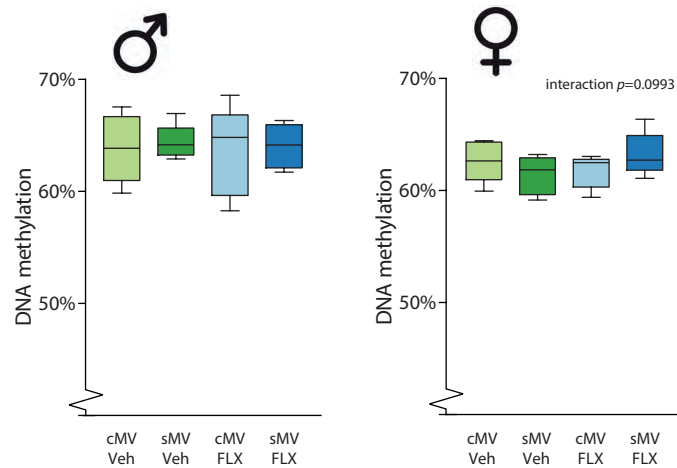 70%
60%
50%
DNA methylation
cMV sMV cMV sMV
Veh Veh FLX FLX
70%
interaction p=0.0993
60%
50%
DNA methylation
cMV sMV cMV sMV
Veh Veh FLX FLX